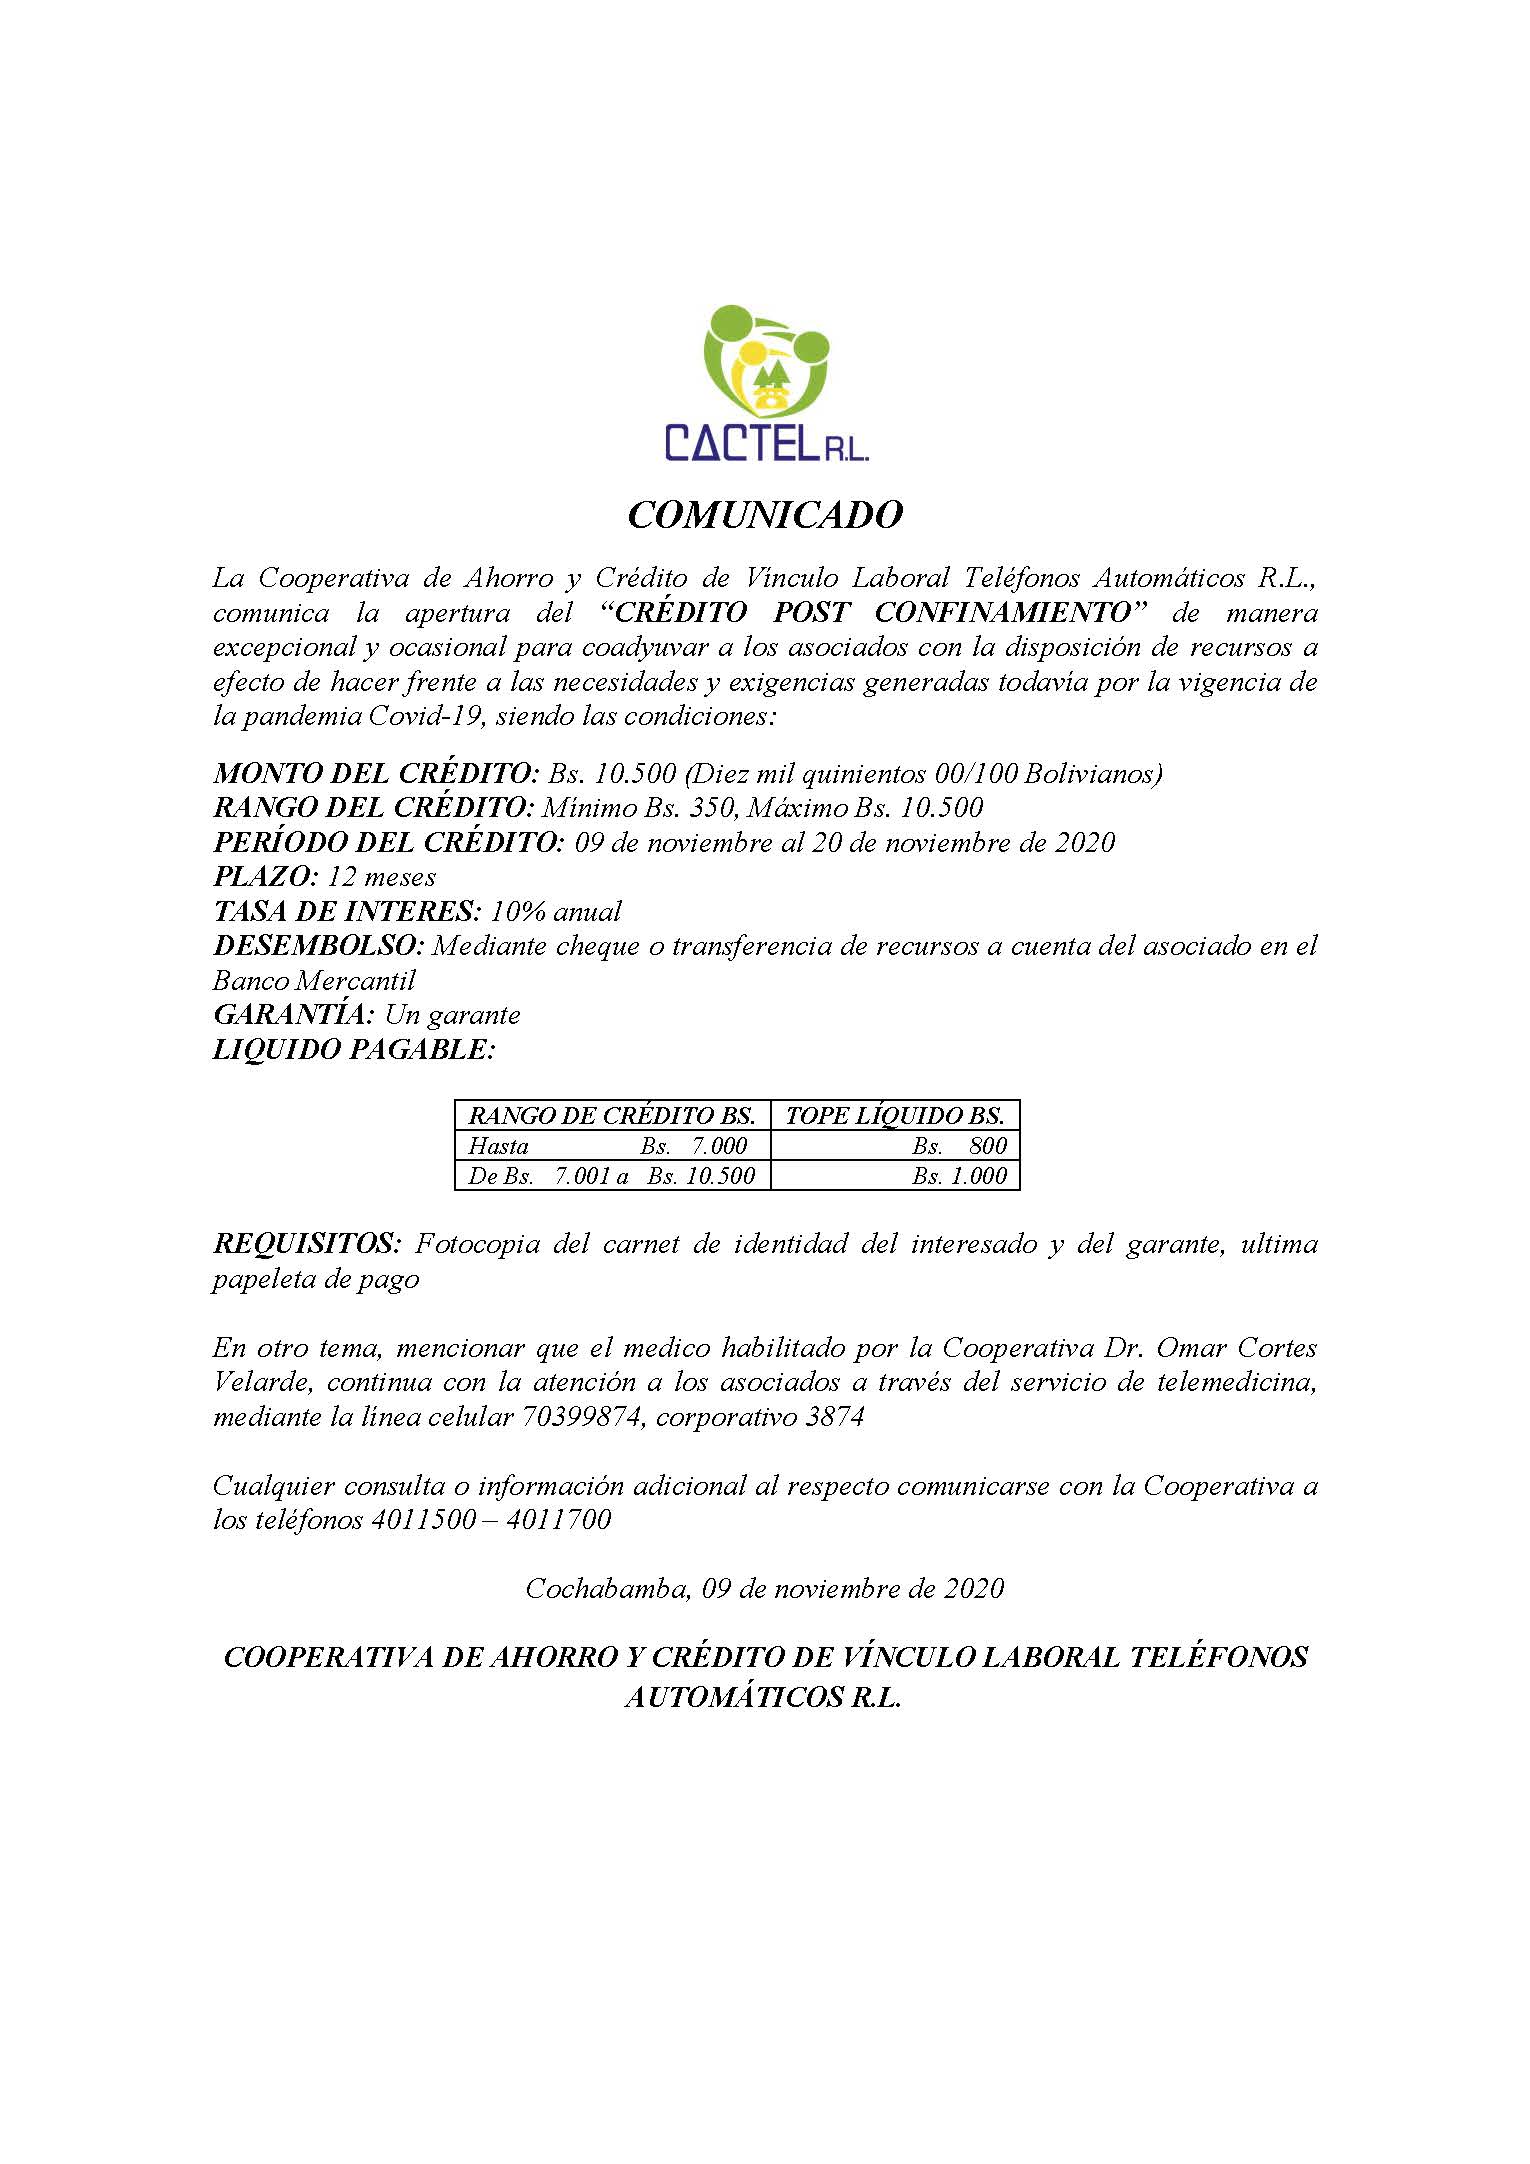 CACTEL R.L.
COMUNICADO
La Cooperativa de Ahorro y Crédito de Vínculo Laboral Teléfonos Automáticos R.L.,
comunica la apertura del “CRÉDITO POST CONFINAMIENTO” de manera
excepcional y ocasional para coadyuvar a los asociados con la disposición de recursos a
efecto de hacer frente a las necesidades y exigencias generadas todavía por la vigencia de
la pandemia Covid-19, siendo las condiciones:
MONTO DEL CRÉDITO: Bs. 10.500 (Diez mil quinientos 00/100 Bolivianos)
RANGO DEL CRÉDITO: Mínimo Bs. 350, Máximo Bs. 10.500
PERÍODO DEL CRÉDITO: 09 de noviembre al 20 de noviembre de 2020
PLAZO: 12 meses
TASA DE INTERES: 10% anual
DESEMBOLSO: Mediante cheque o transferencia de recursos a cuenta del asociado en el
Banco Mercantil
GARANTÍA: Un garante
LIQUIDO PAGABLE:
RANGO DE CRÉDITO BS. TOPE LÍQUIDO BS.
Hasta Bs. 7.000 Bs. 800
De Bs. 7.001 a Bs. 10.500 Bs. 1.000
REQUISITOS: Fotocopia del carnet de identidad del interesado y del garante, ultima
papeleta de pago
En otro tema, mencionar que el medico habilitado por la Cooperativa Dr. Omar Cortes
Velarde, continua con la atención a los asociados a través del servicio de telemedicina,
mediante la línea celular 70399874, corporativo 3874
Cualquier consulta o información adicional al respecto comunicarse con la Cooperativa a
los teléfonos 4011500 – 4011700
Cochabamba, 09 de noviembre de 2020
COOPERATIVA DE AHORRO Y CRÉDITO DE VÍNCULO LABORAL TELÉFONOS
AUTOMÁTICOS R.L.